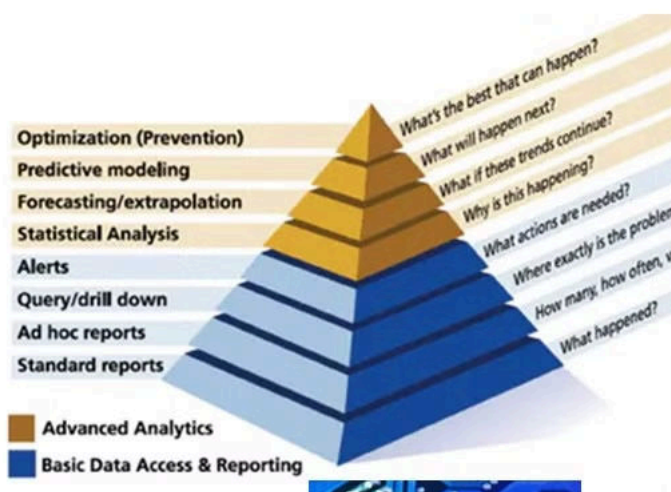 What's the best that can happen?
What will happen next?
What if these trends continue?
Why is this happening?
What actions are needed?
Where exactly is the
How many, how often,
What happened?
Optimization (Prevention)
Predictive modeling
Forecasting/extrapolation
Statistical Analysis
Alerts
Query/drill down
Ad hoc reports
Standard reports
Advanced Analytics
Basic Data Access & Reporting